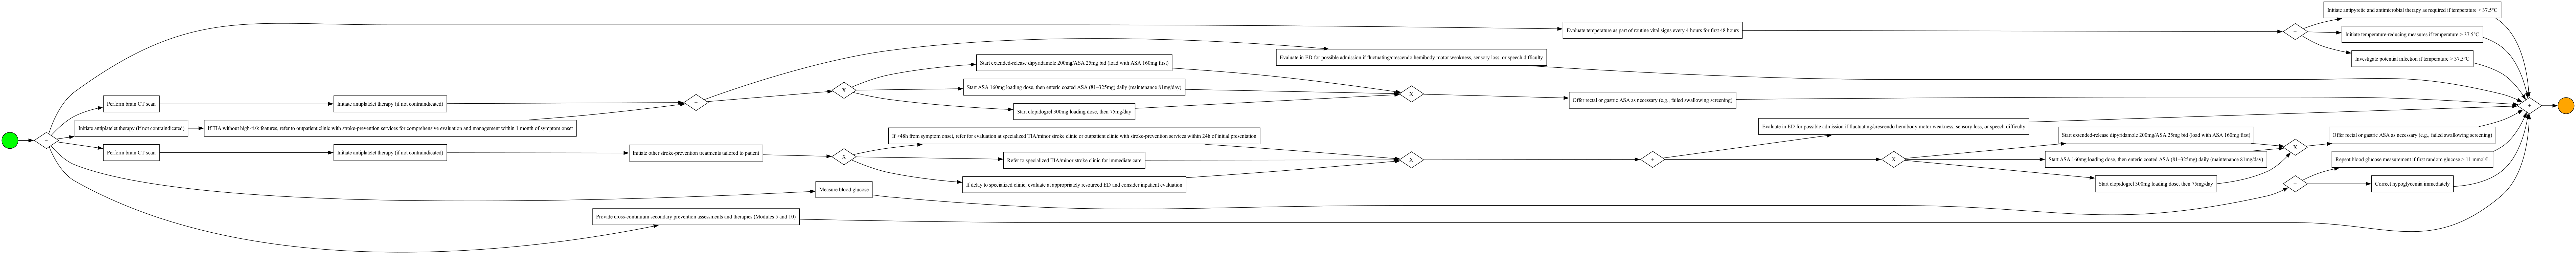 Initiate antipyretic and antimicrobial therapy as required if temperature > 37.5°C
Evaluate temperature as part of routine vital signs every 4 hours for first 48 hours
+
Initiate temperature-reducing measures if temperature > 37.5°C
Evaluate in ED for possible admission if fluctuating/crescendo hemibody motor weakness, sensory loss, or speech difficulty
Investigate potential infection if temperature > 37.5°C
Start extended-release dipyridamole 200mg/ASA 25mg bid (load with ASA 160mg first)
X
Start ASA 160mg loading dose, then enteric coated ASA (81–325mg) daily (maintenance 81mg/day)
X
Offer rectal or gastric ASA as necessary (e.g., failed swallowing screening)
Perform brain CT scan
Initiate antiplatelet therapy (if not contraindicated)
+
Start clopidogrel 300mg loading dose, then 75mg/day
+
Initiate antiplatelet therapy (if not contraindicated)
If TIA without high-risk features, refer to outpatient clinic with stroke-prevention services for comprehensive evaluation and management within 1 month of symptom onset
Evaluate in ED for possible admission if fluctuating/crescendo hemibody motor weakness, sensory loss, or speech difficulty
If >48h from symptom onset, refer for evaluation at specialized TIA/minor stroke clinic or outpatient clinic with stroke-prevention services within 24h of initial presentation
Start extended-release dipyridamole 200mg/ASA 25mg bid (load with ASA 160mg first)
Offer rectal or gastric ASA as necessary (e.g., failed swallowing screening)
+
X
Perform brain CT scan
Initiate antiplatelet therapy (if not contraindicated)
Initiate other stroke-prevention treatments tailored to patient
X
Refer to specialized TIA/minor stroke clinic for immediate care
X
+
X
Start ASA 160mg loading dose, then enteric coated ASA (81–325mg) daily (maintenance 81mg/day)
Repeat blood glucose measurement if first random glucose > 11 mmol/L
If delay to specialized clinic, evaluate at appropriately resourced ED and consider inpatient evaluation
Start clopidogrel 300mg loading dose, then 75mg/day
+
Correct hypoglycemia immediately
Measure blood glucose
Provide cross-continuum secondary prevention assessments and therapies (Modules 5 and 10)